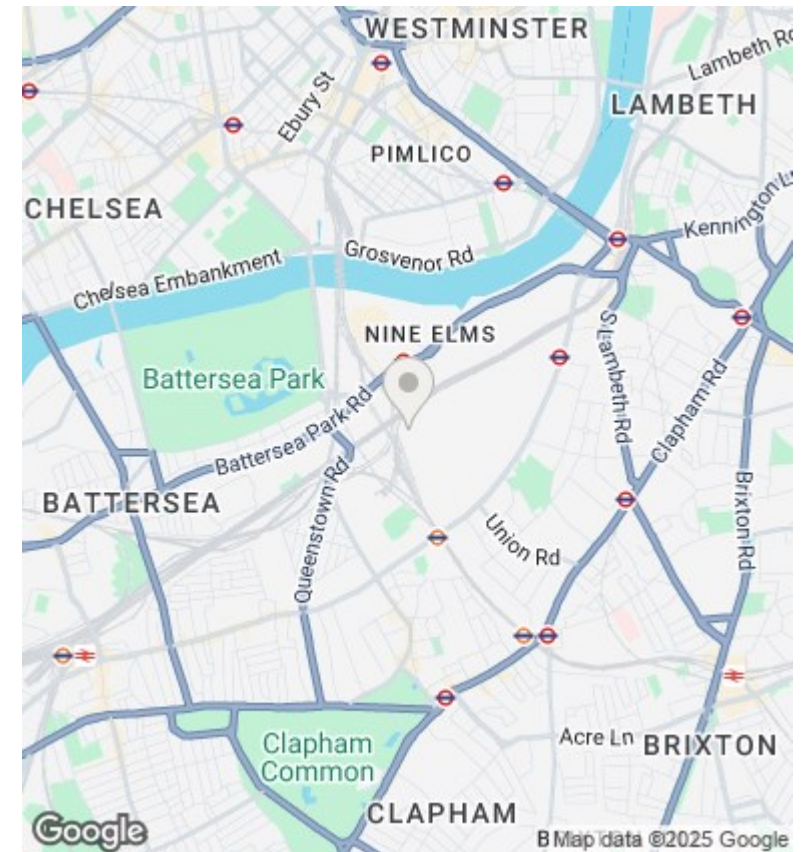 WESTMINSTER
Lambeth Rd
Ebury St
LAMBETH
PIMLICO
CHELSEA
Kennington Ln
Grosvenor Rd
Chelsea Embankment
NINE ELMS
S Lambeth Rd
Battersea Park
Clapham Rd
Battersea Park Rd
BATTERSEA
Queenstown Rd
Brixton Rd
Union Rd
Acre Ln
BRIXTON
Clapham
Common
CLAPHAM
Google
Map data ©2025 Google